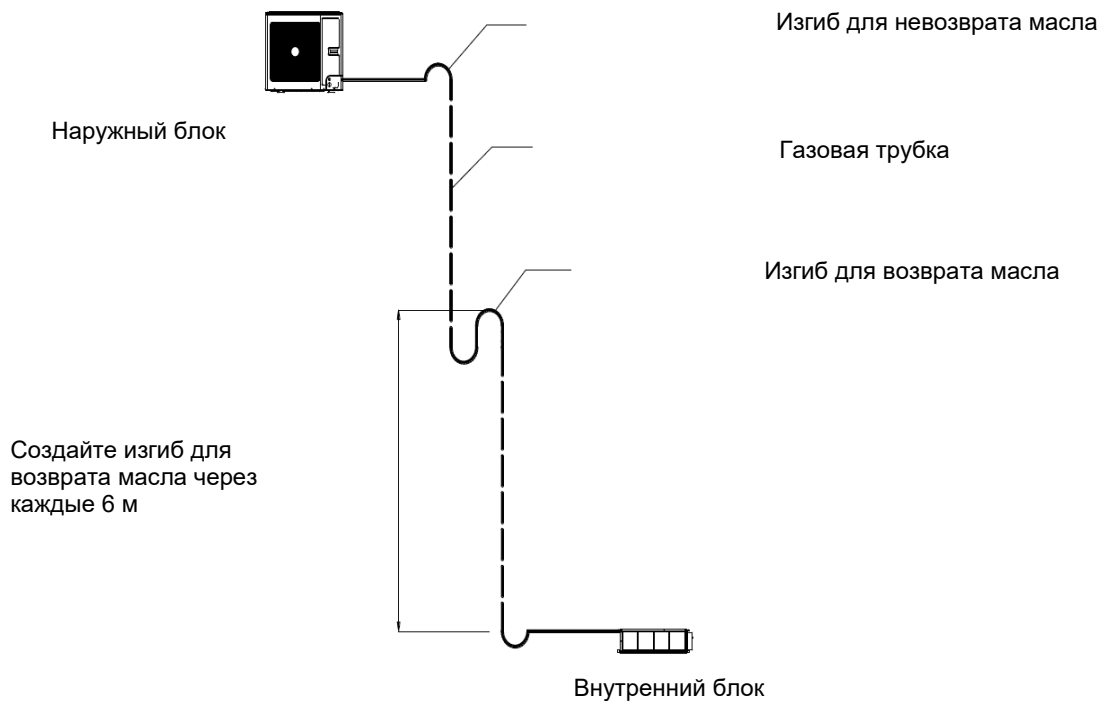 Изгиб для невозврата масла
Наружный блок
Газовая трубка
Изгиб для возврата масла
Создайте изгиб для
возврата масла через
каждые 6 м
Внутренний блок